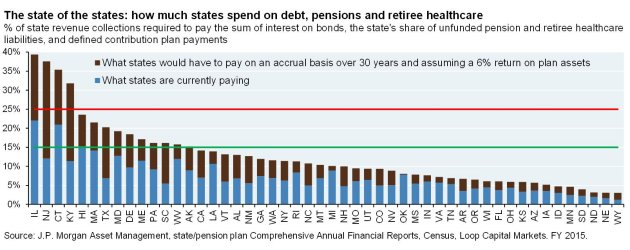 The state of the states: how much states spend on debt, pensions and retiree healthcare
% of state revenue collections required to pay the sum of interest on bonds, the state's share of unfunded pension and retiree healthcare
liabilities, and defined contribution plan payments
40%
35%
30%
25%
20%
15%
10%
5%
0%
What states would have to pay on an accrual basis over 30 years and assuming a 6% return on plan assets
What states are currently paying
IL NJ CT KY HI MA TX MD DE ME PA SC WV AK CA LA VT AL NM GA WA NY RI NC MT MI NH MO UT CO NV OK MS IN VA TN AR OR WI FL OH KS AZ IA ID MN SD ND NE WY
Source: J.P. Morgan Asset Management, state/pension plan Comprehensive Annual Financial Reports, Census, Loop Capital Markets. FY 2015.